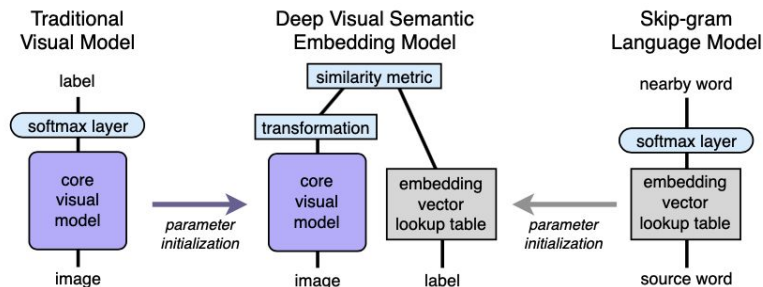 Traditional
Visual Model
label
softmax layer
core
visual
model
image
parameter
initialization
Deep Visual Semantic
Embedding Model
similarity metric
transformation
core
visual
model
image
embedding
vector
lookup table
label
parameter
initialization
Skip-gram
Language Model
nearby word
softmax layer
embedding
vector
lookup table
source word